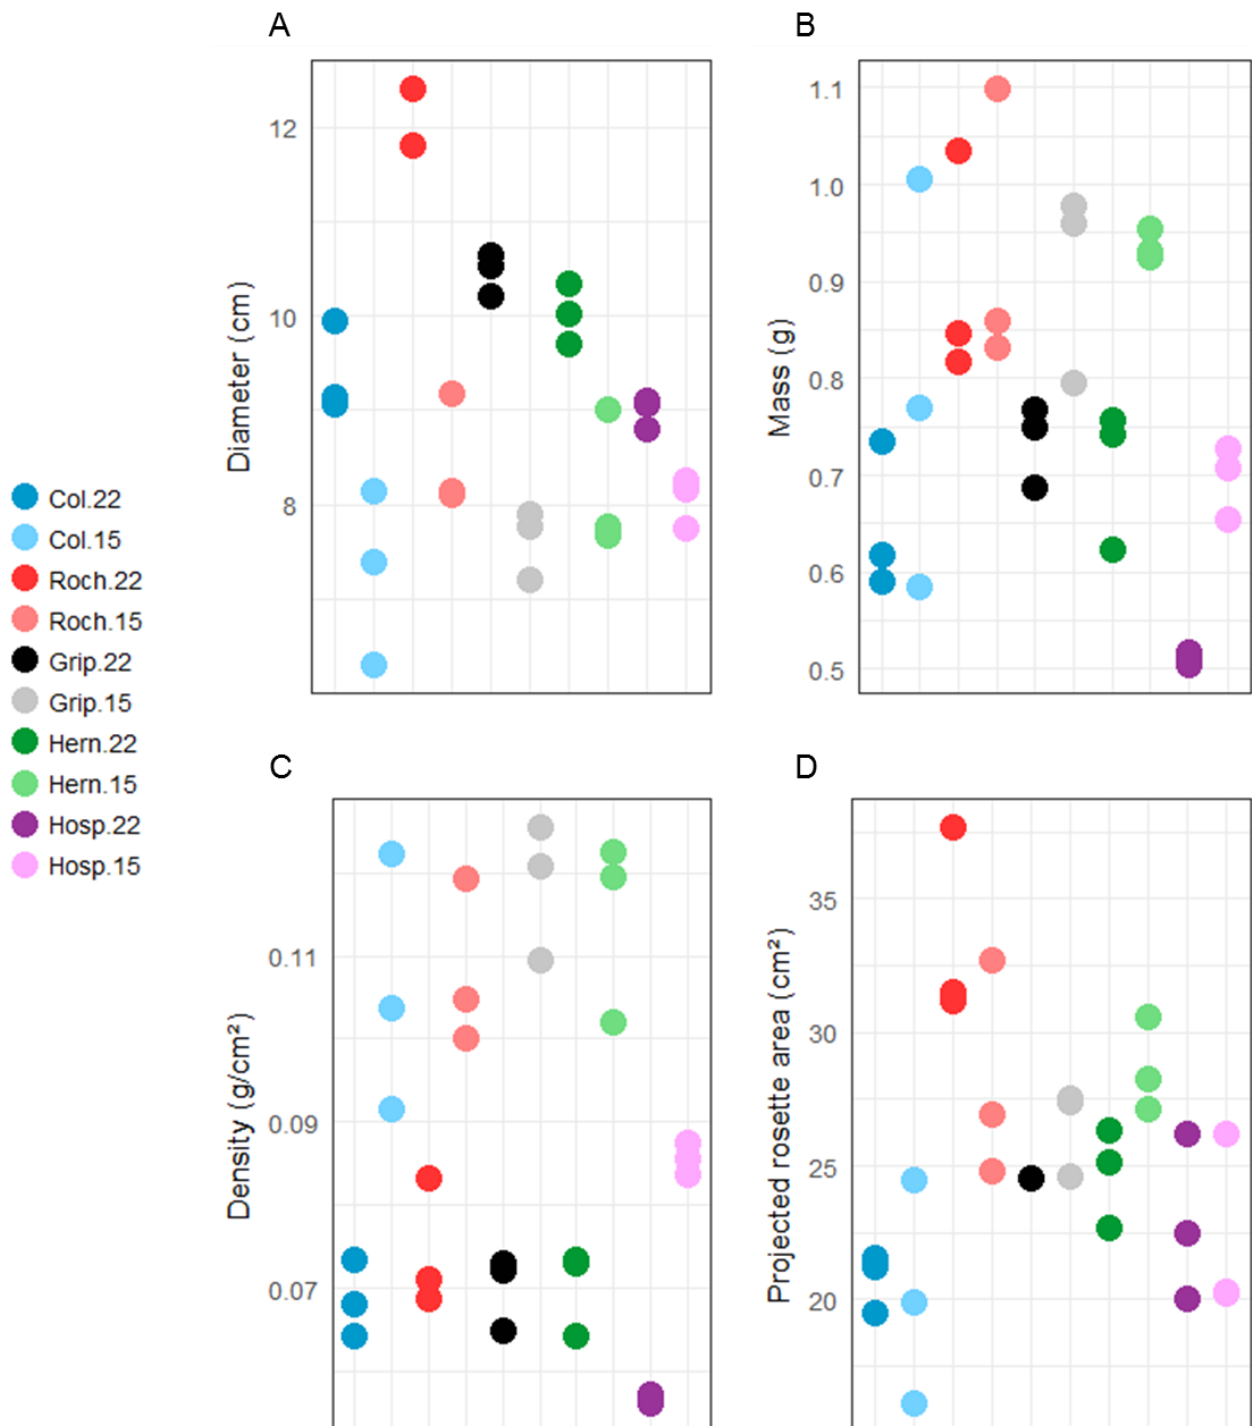 A
B
12
10
8
Diameter (cm)
1.1
1.0
0.9
0.8
0.7
0.6
0.5
Mass (g)
Col.22
Col.15
Roch.22
Roch.15
Grip.22
Grip.15
Hern.22
Hern.15
Hosp.22
Hosp.15
C
D
0.11
0.09
0.07
Density (g/cm²)
35
30
25
20
Projected rosette area (cm²)